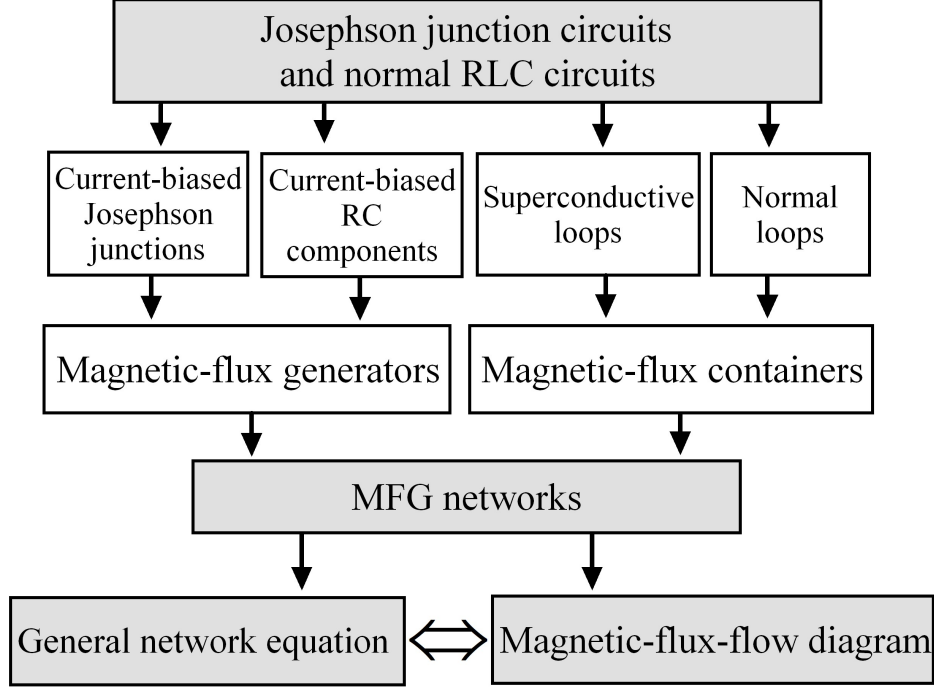 Josephson junction circuits
and normal RLC circuits
Current-biased
Josephson
junctions
Current-biased
RC
components
Superconductive
loops
Normal
loops
Magnetic-flux generators
Magnetic-flux containers
MFG networks
General network equation
Magnetic-flux-flow diagram